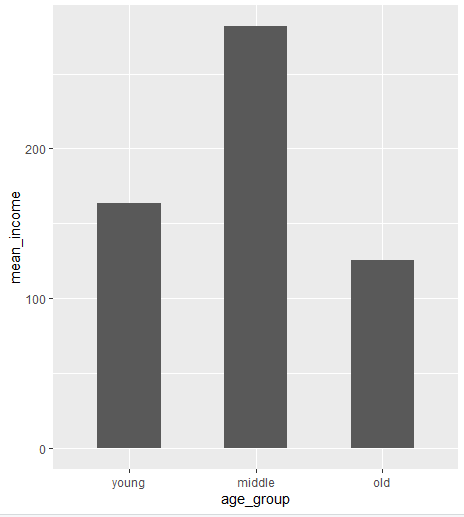 mean_income
200
100
0
young middle old
age_group